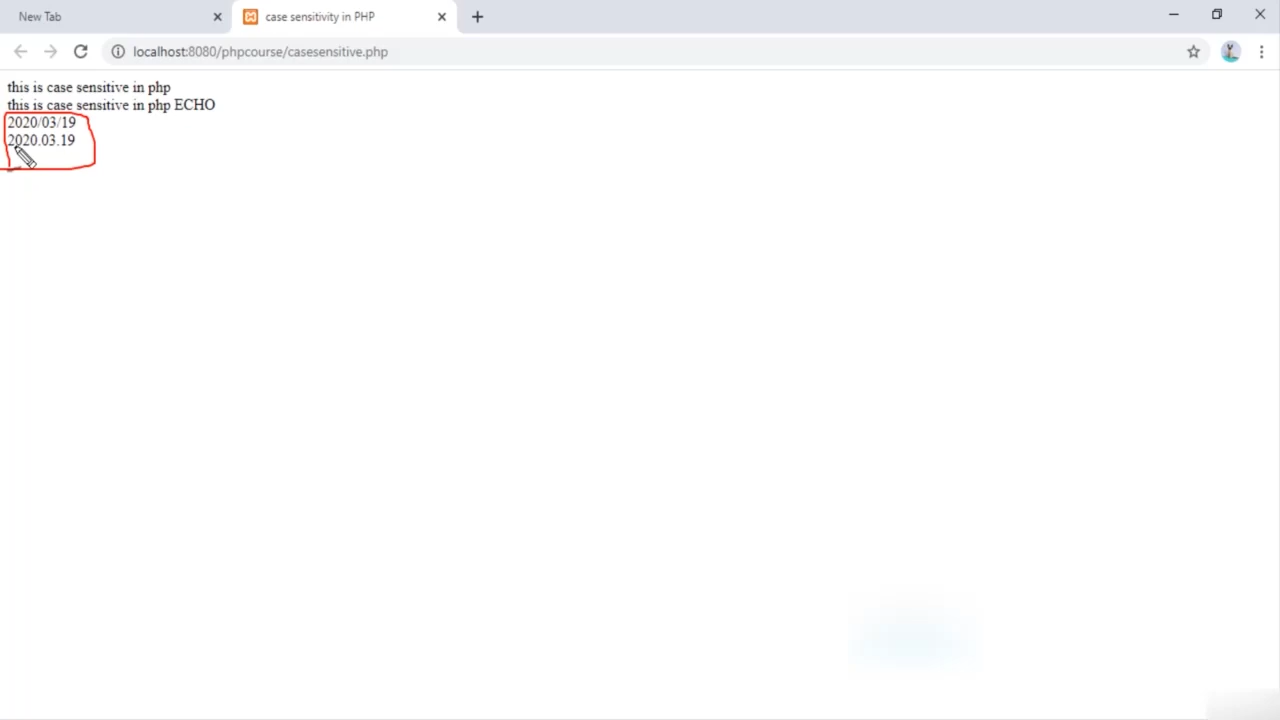 New Tab
case sensitivity in PHP
localhost:8080/phpcourse/casesensitive.php
this is case sensitive in php
this is case sensitive in php ECHO
2020/03/19
2020.03.19